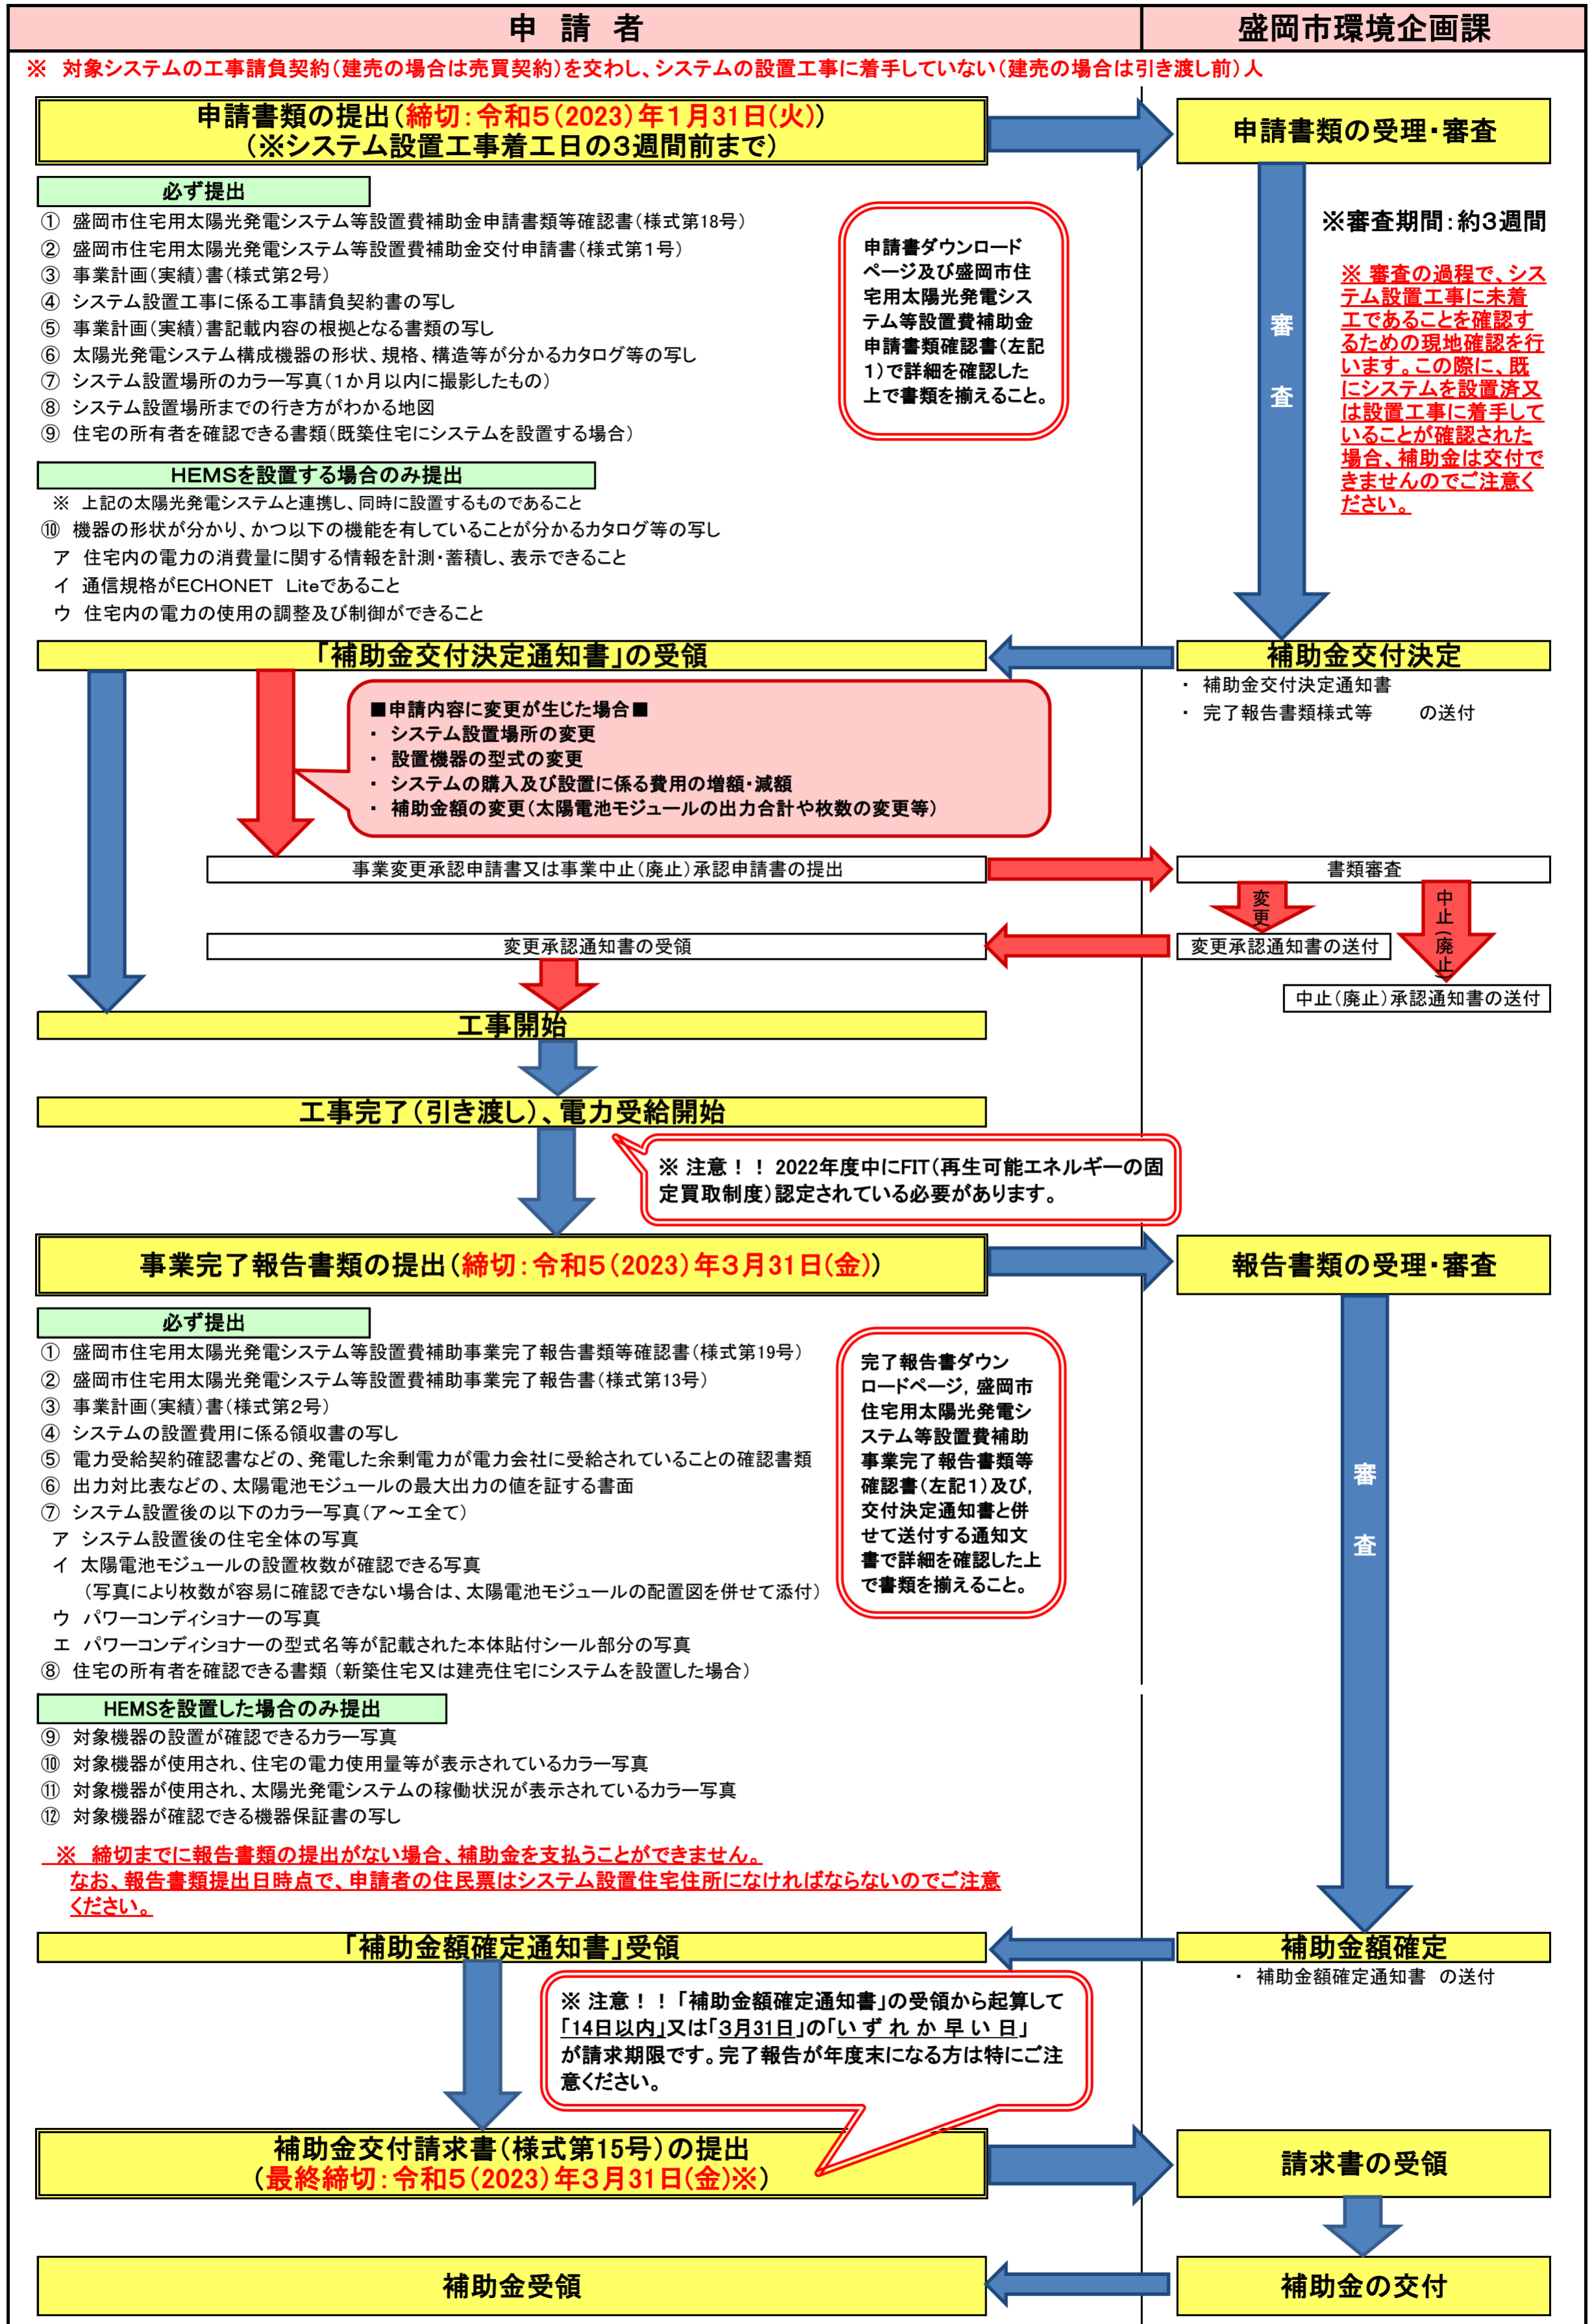 申 請 者
盛岡市環境企画課
※ 対象システムの工事請負契約（建売の場合は売買契約）を交わし、システムの設置工事に着手していない（建売の場合は引き渡し前）人
申請書類の提出（締切：令和５（2023）年１月31日(火)）
（※システム設置工事着工日の３週間前まで）
申請書類の受理・審査
必ず提出
① 盛岡市住宅用太陽光発電システム等設置費補助金申請書類等確認書（様式第18号）
② 盛岡市住宅用太陽光発電システム等設置費補助金交付申請書（様式第１号）
③ 事業計画（実績）書（様式第２号）
④ システム設置工事に係る工事請負契約書の写し
⑤ 事業計画（実績）書記載内容の根拠となる書類の写し
⑥ 太陽光発電システム構成機器の形状、規格、構造等が分かるカタログ等の写し
⑦ システム設置場所のカラー写真（１か月以内に撮影したもの）
⑧ システム設置場所までの行き方がわかる地図
⑨ 住宅の所有者を確認できる書類（既築住宅にシステムを設置する場合）
申請書ダウンロード
ページ及び盛岡市住
宅用太陽光発電シス
テム等設置費補助金
申請書類確認書（左記
１）で詳細を確認した
上で書類を揃えること。
審
査
※審査期間：約３週間
※ 審査の過程で、シス
テム設置工事に未着
工であることを確認す
るための現地確認を行
います。この際に、既
にシステムを設置済又
は設置工事に着手して
いることが確認された
場合、補助金は交付で
きませんのでご注意く
ださい。
HEMSを設置する場合のみ提出
※ 上記の太陽光発電システムと連携し、同時に設置するものであること
⑩ 機器の形状が分かり、かつ以下の機能を有していることが分かるカタログ等の写し
ア 住宅内の電力の消費量に関する情報を計測・蓄積し、表示できること
イ 通信規格がECHONET Liteであること
ウ 住宅内の電力の使用の調整及び制御ができること
「補助金交付決定通知書」の受領
補助金交付決定
・ 補助金交付決定通知書
・ 完了報告書類様式等 の送付
■申請内容に変更が生じた場合■
・ システム設置場所の変更
・ 設置機器の型式の変更
・ システムの購入及び設置に係る費用の増額・減額
・ 補助金額の変更（太陽電池モジュールの出力合計や枚数の変更等）
事業変更承認申請書又は事業中止（廃止）承認申請書の提出
書類審査
変更
中止（廃止）
変更承認通知書の受領
変更承認通知書の送付
中止（廃止）承認通知書の送付
工事開始
工事完了（引き渡し）、電力受給開始
※ 注意！！ 2022年度中にFIT（再生可能エネルギーの固
定買取制度）認定されている必要があります。
事業完了報告書類の提出（締切：令和５（2023）年３月31日(金)）
報告書類の受理・審査
必ず提出
① 盛岡市住宅用太陽光発電システム等設置費補助事業完了報告書類等確認書（様式第19号）
② 盛岡市住宅用太陽光発電システム等設置費補助事業完了報告書（様式第13号）
③ 事業計画（実績）書（様式第２号）
④ システムの設置費用に係る領収書の写し
⑤ 電力受給契約確認書などの、発電した余剰電力が電力会社に受給されていることの確認書類
⑥ 出力対比表などの、太陽電池モジュールの最大出力の値を証する書面
⑦ システム設置後の以下のカラー写真（ア～エ全て）
ア システム設置後の住宅全体の写真
イ 太陽電池モジュールの設置枚数が確認できる写真
（写真により枚数が容易に確認できない場合は、太陽電池モジュールの配置図を併せて添付）
ウ パワーコンディショナーの写真
エ パワーコンディショナーの型式名等が記載された本体貼付シール部分の写真
⑧ 住宅の所有者を確認できる書類（新築住宅又は建売住宅にシステムを設置した場合）
完了報告書ダウン
ロードページ，盛岡市
住宅用太陽光発電シ
ステム等設置費補助
事業完了報告書類等
確認書（左記１）及び，
交付決定通知書と併
せて送付する通知文
書で詳細を確認した上
で書類を揃えること。
審
査
HEMSを設置した場合のみ提出
⑨ 対象機器の設置が確認できるカラー写真
⑩ 対象機器が使用され、住宅の電力使用量等が表示されているカラー写真
⑪ 対象機器が使用され、太陽光発電システムの稼働状況が表示されているカラー写真
⑫ 対象機器が確認できる機器保証書の写し
※ 締切までに報告書類の提出がない場合、補助金を支払うことができません。
なお、報告書類提出日時点で、申請者の住民票はシステム設置住宅住所になければならないのでご注意
ください。
「補助金額確定通知書」受領
補助金額確定
・ 補助金額確定通知書 の送付
※ 注意！！「補助金額確定通知書」の受領から起算して
「14日以内」又は「３月31日」の「い ず れ か 早 い 日」
が請求期限です。完了報告が年度末になる方は特にご注
意ください。
補助金交付請求書（様式第15号）の提出
（最終締切：令和５（2023）年３月31日(金)※）
請求書の受領
補助金受領
補助金の交付